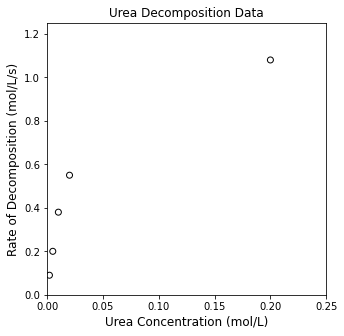 Urea Decomposition Data
Rate of Decomposition (mol/L/s)
1.2
1.0
0.8
0.6
0.4
0.2
0.0
0.00 0.05 0.10 0.15 0.20 0.25
Urea Concentration (mol/L)